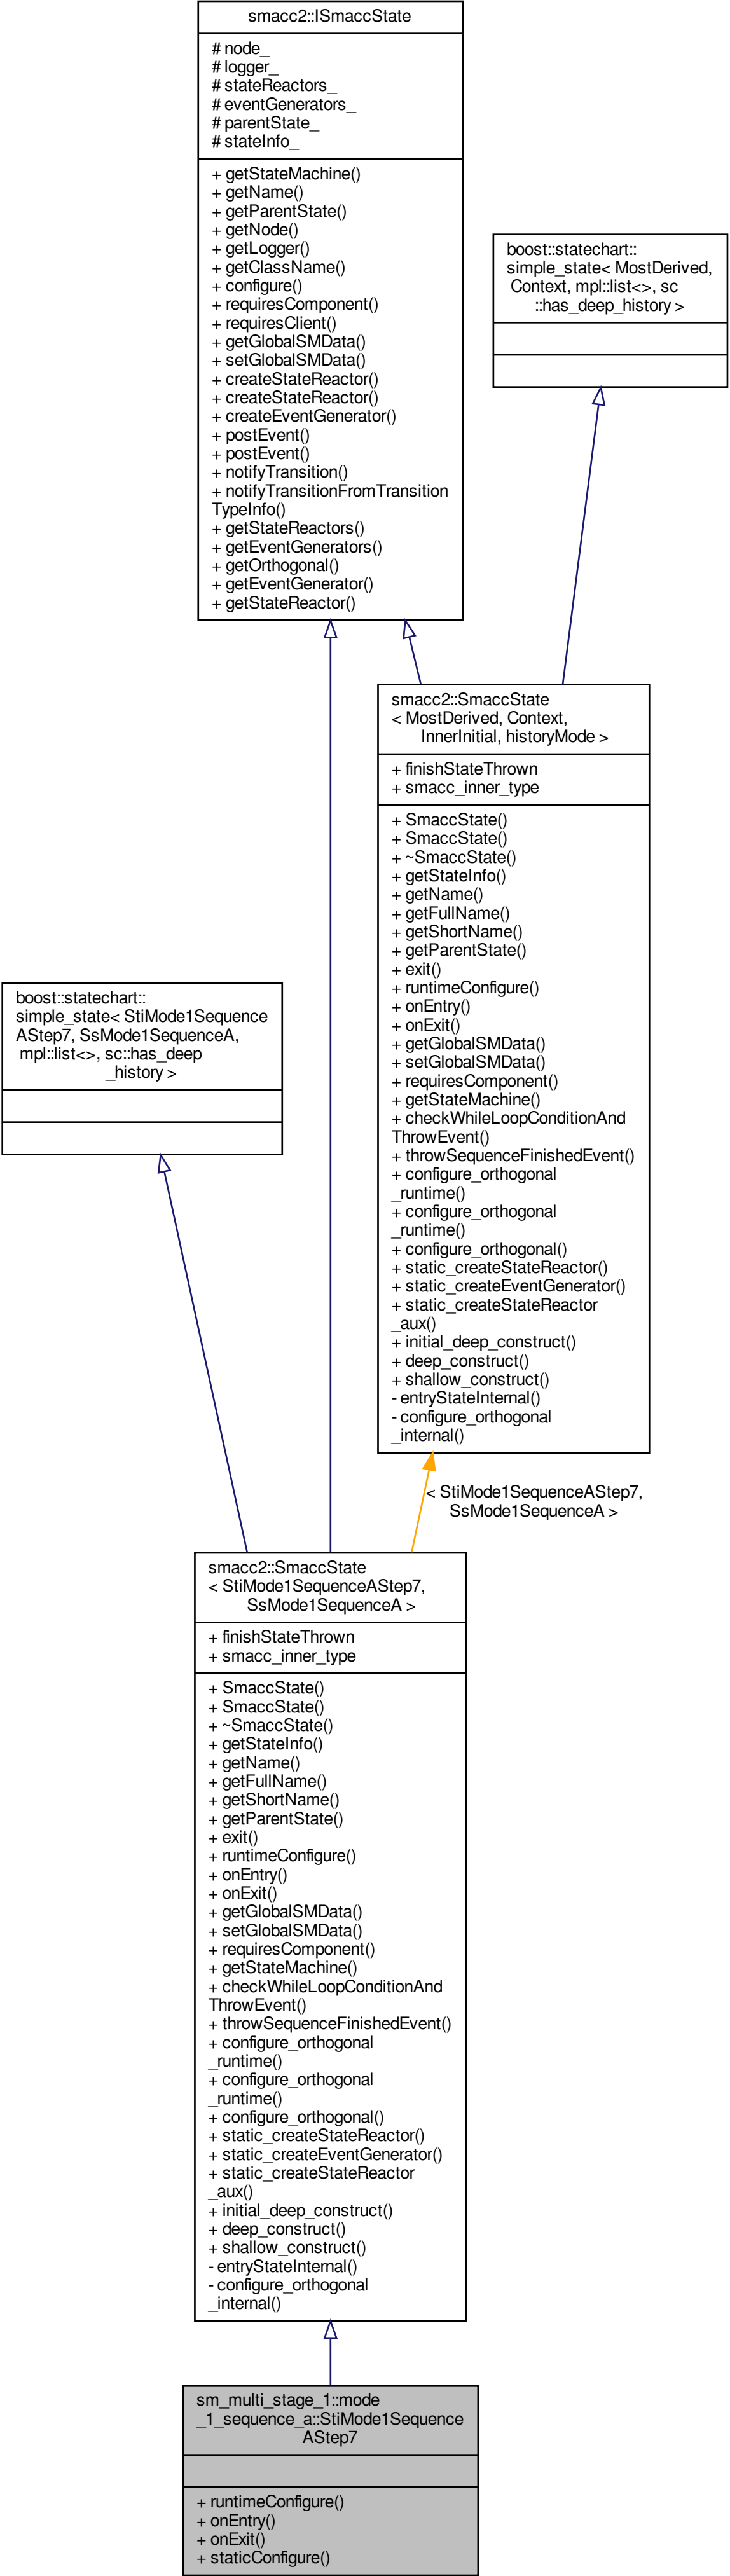 smacc2::ISmaccState
# node_
# logger_
# stateReactors_
# eventGenerators_
# parentState_
# stateInfo_
+ getStateMachine()
+ getName()
+ getParentState()
+ getNode()
+ getLogger()
+ getClassName()
+ configure()
+ requiresComponent()
+ requiresClient()
+ getGlobalSMData()
+ setGlobalSMData()
+ createStateReactor()
+ createStateReactor()
+ createEventGenerator()
+ postEvent()
+ postEvent()
+ notifyTransition()
+ notifyTransitionFromTransition
TypeInfo()
+ getStateReactors()
+ getEventGenerators()
+ getOrthogonal()
+ getEventGenerator()
+ getStateReactor()
boost::statechart::
simple_state< MostDerived,
Context, mpl::list<>, sc
::has_deep_history >
smacc2::SmaccState
< MostDerived, Context,
InnerInitial, historyMode >
+ finishStateThrown
+ smacc_inner_type
+ SmaccState()
+ SmaccState()
+ ~SmaccState()
+ getStateInfo()
+ getName()
+ getFullName()
+ getShortName()
+ getParentState()
+ exit()
+ runtimeConfigure()
+ onEntry()
+ onExit()
+ getGlobalSMData()
+ setGlobalSMData()
+ requiresComponent()
+ getStateMachine()
+ checkWhileLoopConditionAnd
ThrowEvent()
+ throwSequenceFinishedEvent()
+ configure_orthogonal
_runtime()
+ configure_orthogonal
_runtime()
+ configure_orthogonal()
+ static_createStateReactor()
+ static_createEventGenerator()
+ static_createStateReactor
_aux()
+ initial_deep_construct()
+ deep_construct()
+ shallow_construct()
- entryStateInternal()
- configure_orthogonal
_internal()
boost::statechart::
simple_state< StiMode1Sequence
AStep7, SsMode1SequenceA,
mpl::list<>, sc::has_deep
_history >
< StiMode1SequenceAStep7,
SsMode1SequenceA >
smacc2::SmaccState
< StiMode1SequenceAStep7,
SsMode1SequenceA >
+ finishStateThrown
+ smacc_inner_type
+ SmaccState()
+ SmaccState()
+ ~SmaccState()
+ getStateInfo()
+ getName()
+ getFullName()
+ getShortName()
+ getParentState()
+ exit()
+ runtimeConfigure()
+ onEntry()
+ onExit()
+ getGlobalSMData()
+ setGlobalSMData()
+ requiresComponent()
+ getStateMachine()
+ checkWhileLoopConditionAnd
ThrowEvent()
+ throwSequenceFinishedEvent()
+ configure_orthogonal
_runtime()
+ configure_orthogonal
_runtime()
+ configure_orthogonal()
+ static_createStateReactor()
+ static_createEventGenerator()
+ static_createStateReactor
_aux()
+ initial_deep_construct()
+ deep_construct()
+ shallow_construct()
- entryStateInternal()
- configure_orthogonal
_internal()
sm_multi_stage_1::mode
_1_sequence_a::StiMode1Sequence
AStep7
+ runtimeConfigure()
+ onEntry()
+ onExit()
+ staticConfigure()